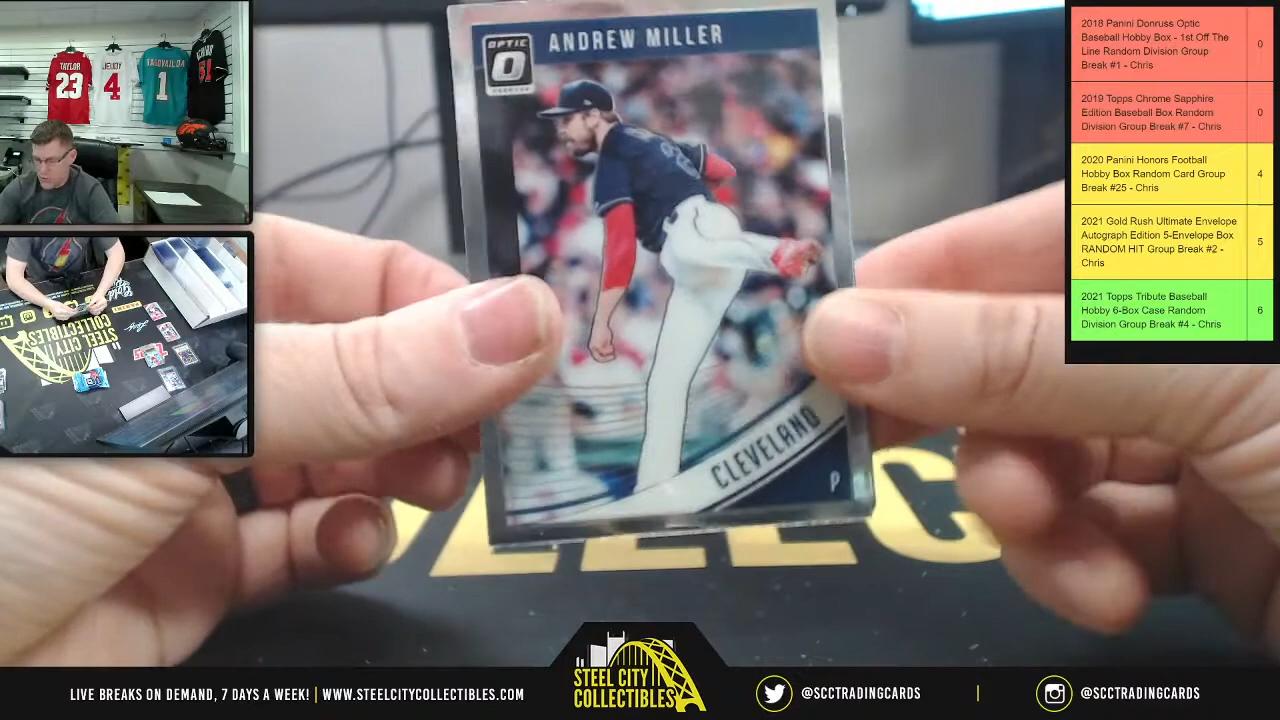 TAYLOR
23
JEUDY
4
TAGOVAILOA
1
ICHIRO
51
STEEL CITY
COLLECTIBLES
OPTIC
ANDREW MILLER
CLEVELAND
P
2018 Panini Donruss Optic
Baseball Hobby Box - 1st Off The
Line Random Division Group
Break #1 - Chris
0
2019 Topps Chrome Sapphire
Edition Baseball Box Random
Division Group Break #7 - Chris
0
2020 Panini Honors Football
Hobby Box Random Card Group
Break #25 - Chris
4
2021 Gold Rush Ultimate Envelope
Autograph Edition 5-Envelope Box
RANDOM HIT Group Break #2 -
Chris
5
2021 Topps Tribute Baseball
Hobby 6-Box Case Random
Division Group Break #4 - Chris
6
LIVE BREAKS ON DEMAND, 7 DAYS A WEEK! | WWW.STEELCITYCOLLECTIBLES.COM
STEEL CITY
COLLECTIBLES
@SCCTRADINGCARDS
|
@SCCTRADINGCARDS